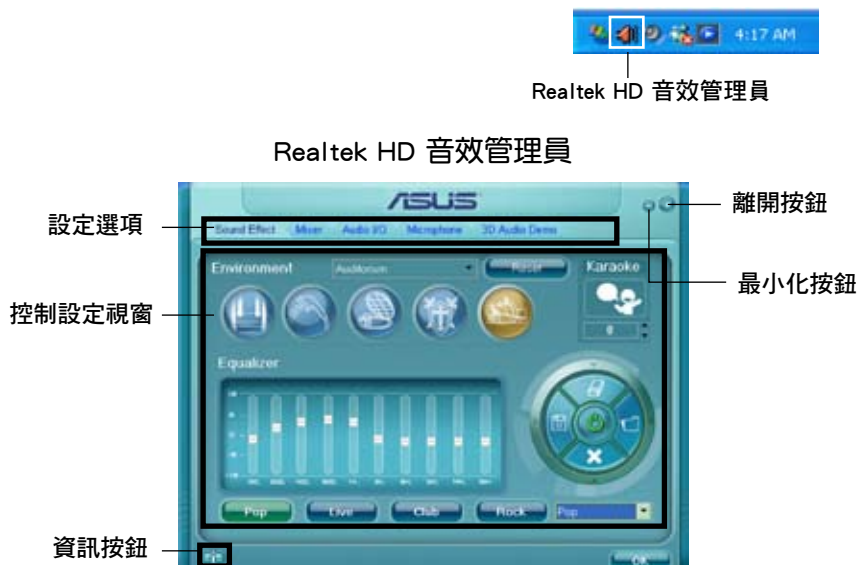 4:17 AM
Realtek HD 音效管理員
Realtek HD 音效管理員
ASUS
離開按鈕
設定選項
Sound Effect Mixer Audio I/O Microphone 3D Audio Demo
最小化按鈕
Environment Auditorium Reset Karaoke
0
控制設定視窗
Equalizer
Pop Live Club Rock Pop
資訊按鈕
OK